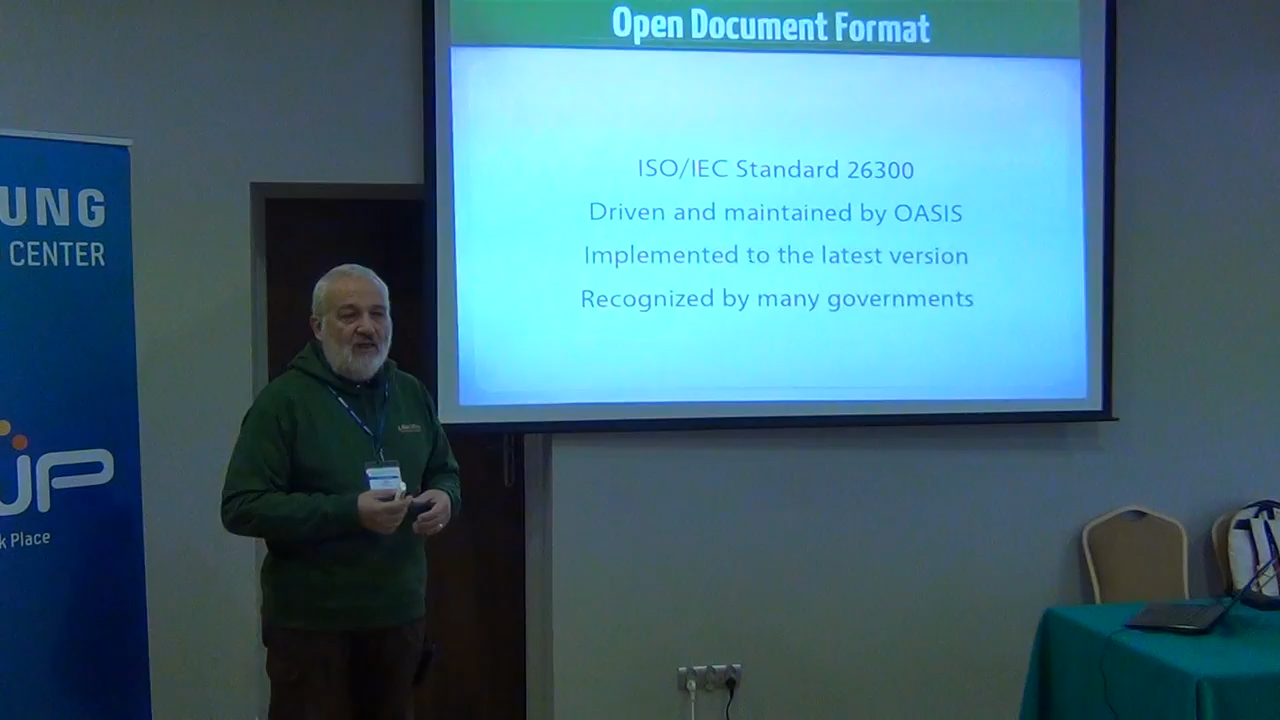 Open Document Format
ISO/IEC Standard 26300
Driven and maintained by OASIS
Implemented to the latest version
Recognized by many governments
UNG
CENTER
UP
k Place